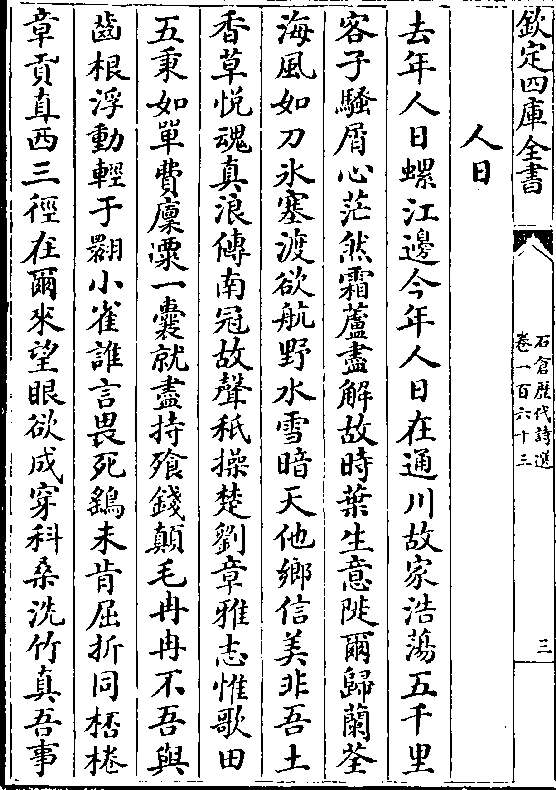 欽定四庫全書
石倉歷代詩選
卷一百六十三
三
人日
去年人日螺江邊今年人日在通川故家浩蕩五千里
客子騷屑心茫然霜蘆盡解故時葉生意陡爾歸蘭荃
海風如刀氷塞渡欲航野水雪暗天他鄉信美非吾土
香草悦魂真浪傳南冠故聲秪操楚劉章雅志惟歌田
五秉如單費廪粟一囊就盡持飱錢顛毛冉冉不吾與
齒根浮動輕于翾小雀誰言畏死鷂未肯屈折同桮棬
章貢直西三徑在爾來望眼欲成穿科桑洗竹真吾事